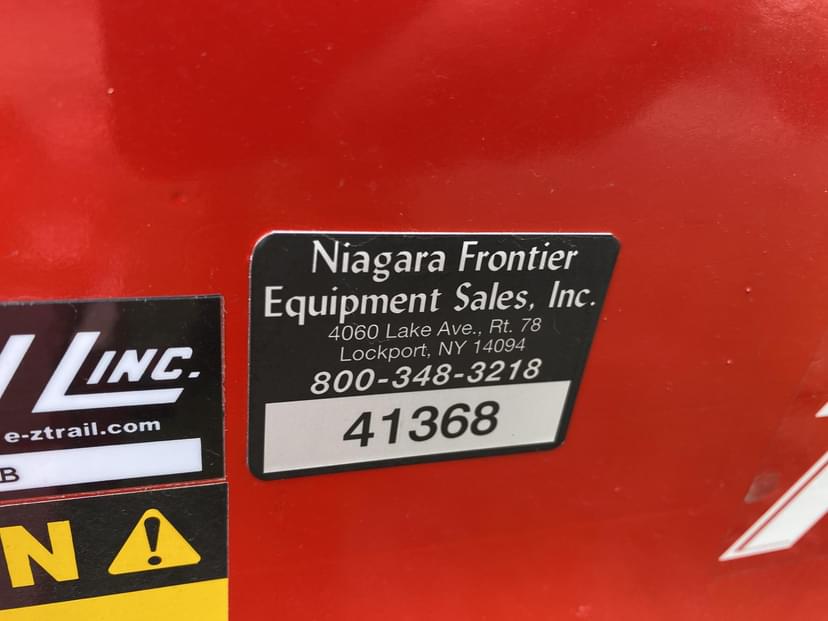 Niagara Frontier
Equipment Sales, Inc.
4060 Lake Ave., Rt. 78
Lockport, NY 14094
800-348-3218
41368
L INC.
e-ztrail.com
B
N